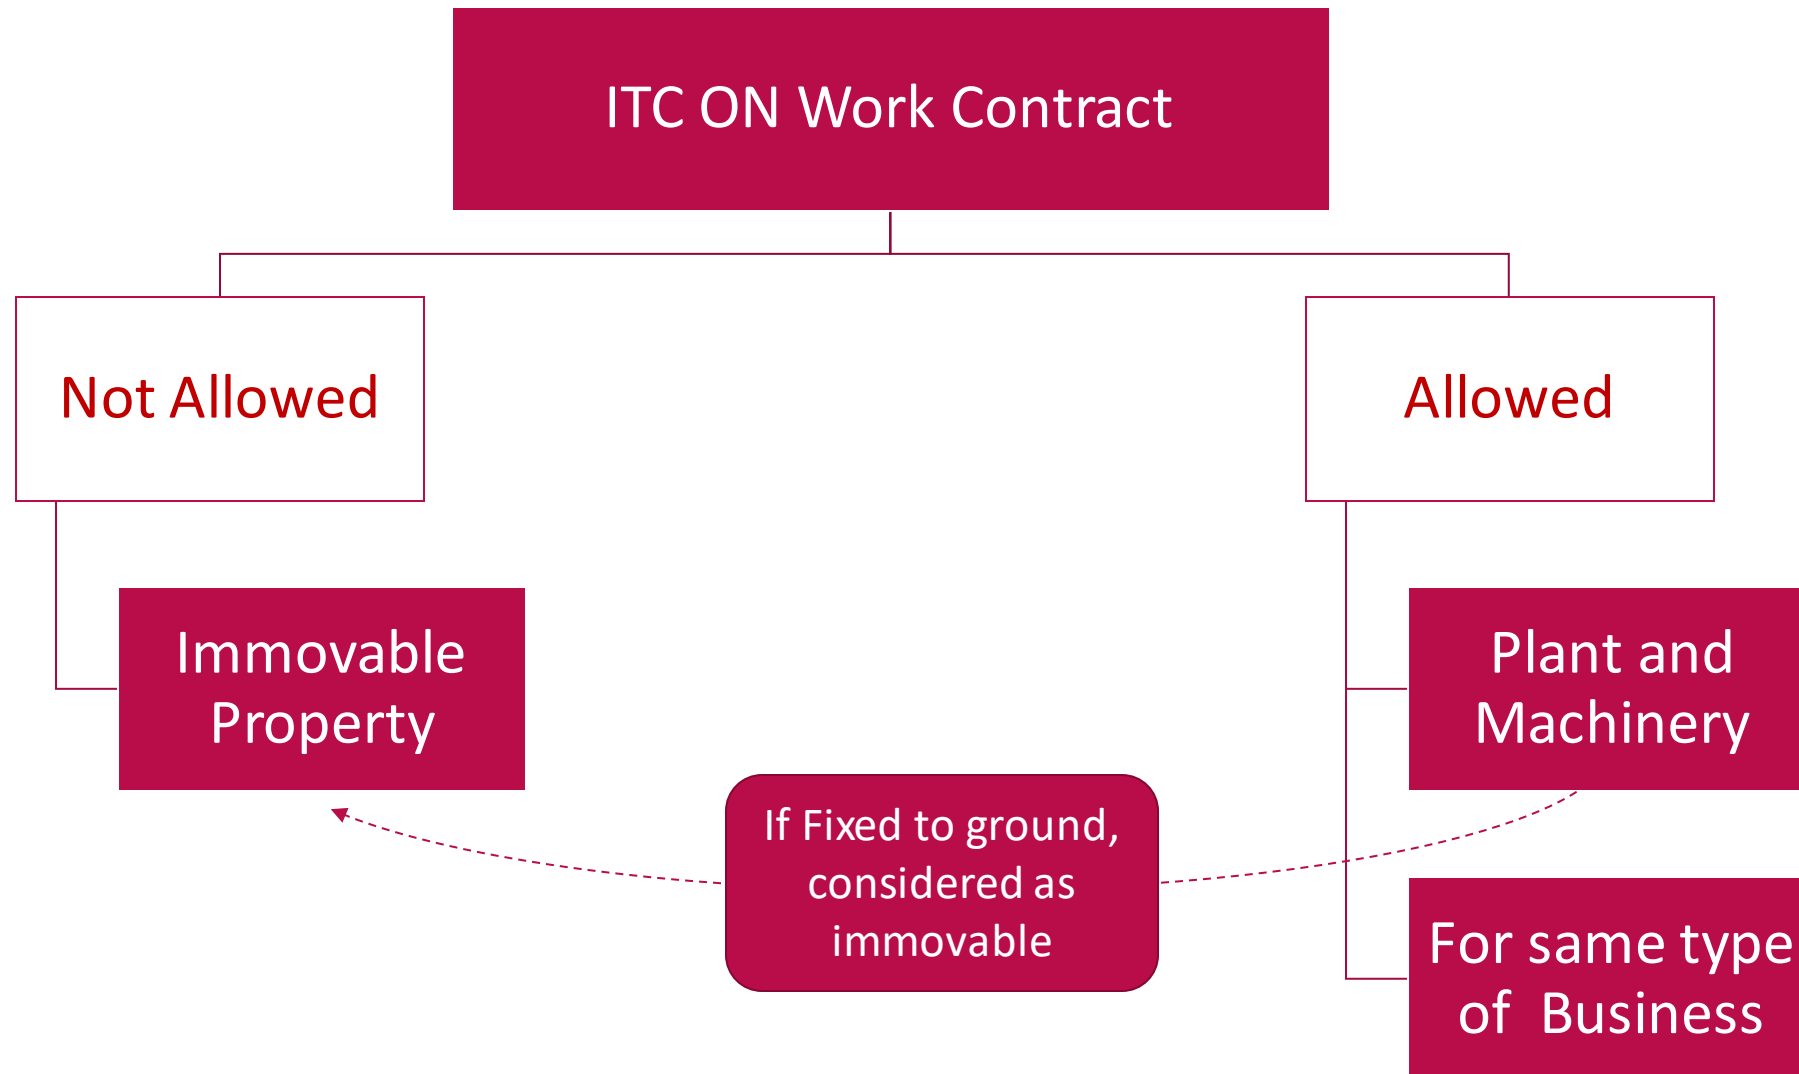 ITC ON Work Contract
Not Allowed
Allowed
Immovable
Property
Plant and
Machinery
If Fixed to ground,
considered as
immovable
For same type
of  Business